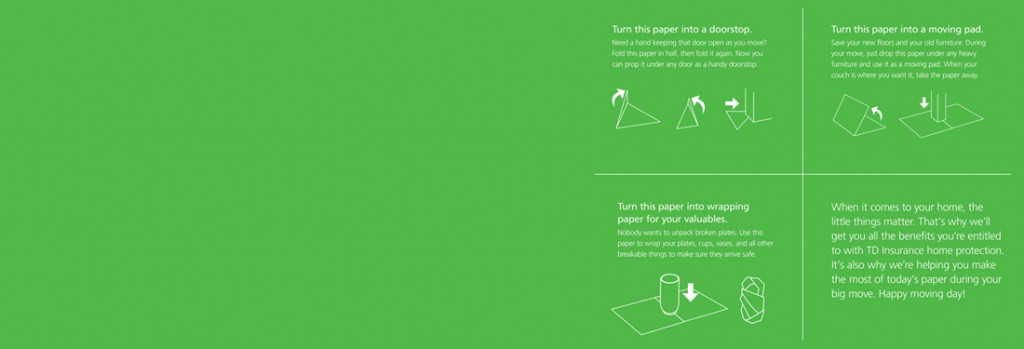 Turn this paper into a doorstop.
Need a hand keeping that door open as you move?
Fold this paper in half, then fold it again. Now you
can prop it under any door as a handy doorstop.
Turn this paper into a moving pad.
Save your new floors and your old furniture. During
your move, just drop this paper under any heavy
furniture and use it as a moving pad. When your
couch is where you want it, take the paper away.
Turn this paper into wrapping
paper for your valuables.
Nobody wants to unpack broken plates. Use this
paper to wrap your plates, cups, vases, and all other
breakable things to make sure they arrive safe.
When it comes to your home, the
little things matter. That's why we'll
get you all the benefits you're entitled
to with TD Insurance home protection.
It's also why we're helping you make
the most of today's paper during your
big move. Happy moving day!